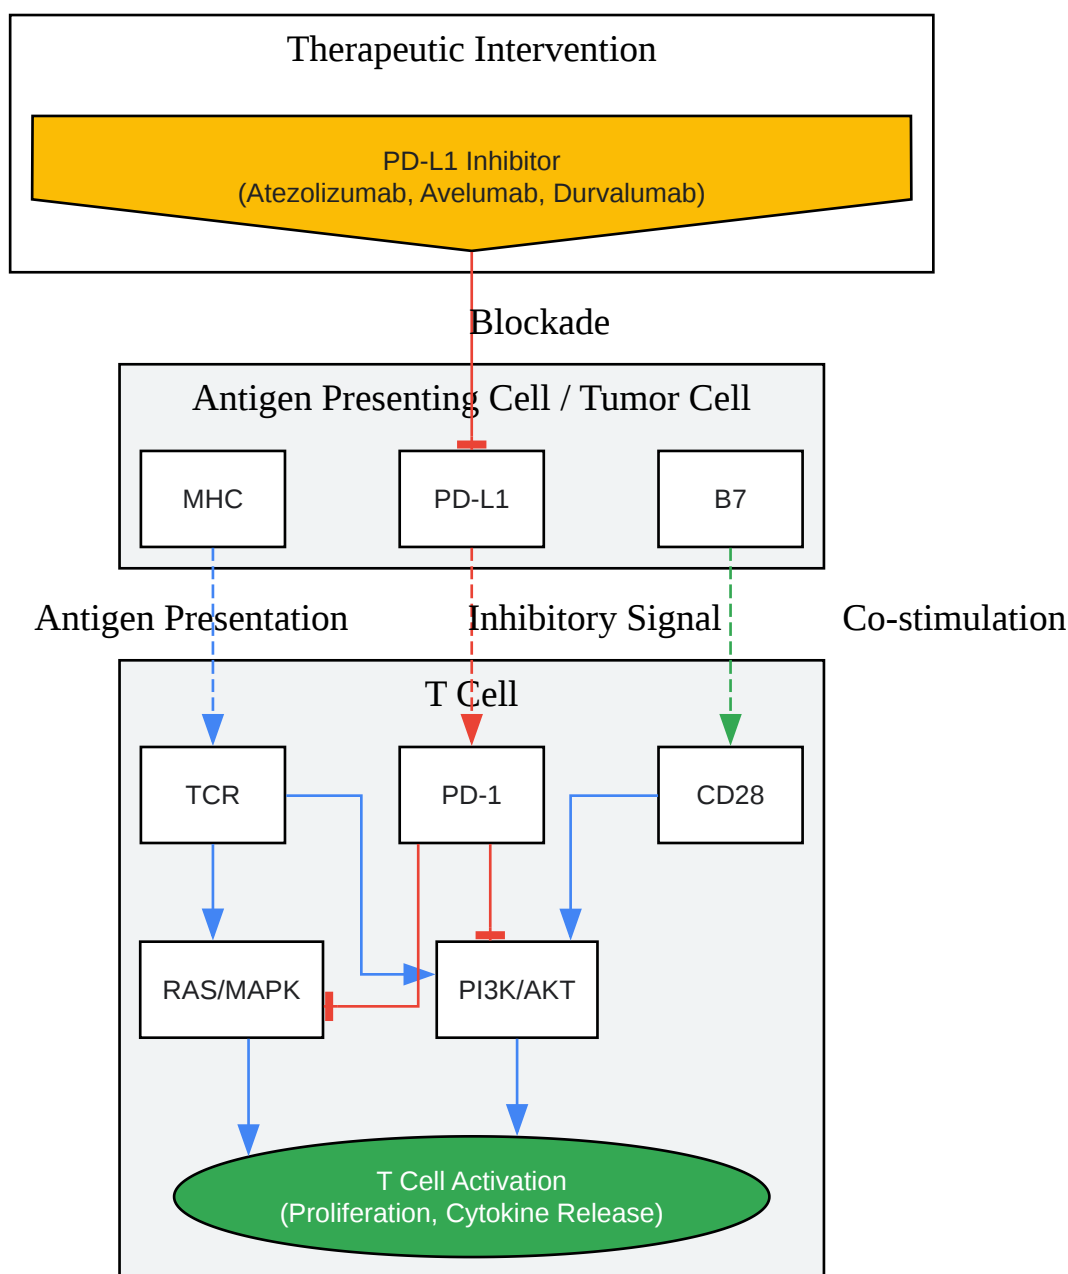 Therapeutic Intervention
PD-L1 Inhibitor
(Atezolizumab, Avelumab, Durvalumab)
Blockade
Antigen Presenting Cell / Tumor Cell
MHC
PD-L1
B7
Antigen Presentation
Inhibitory Signal
Co-stimulation
T Cell
TCR
PD-1
CD28
RAS/MAPK
PI3K/AKT
T Cell Activation
(Proliferation, Cytokine Release)